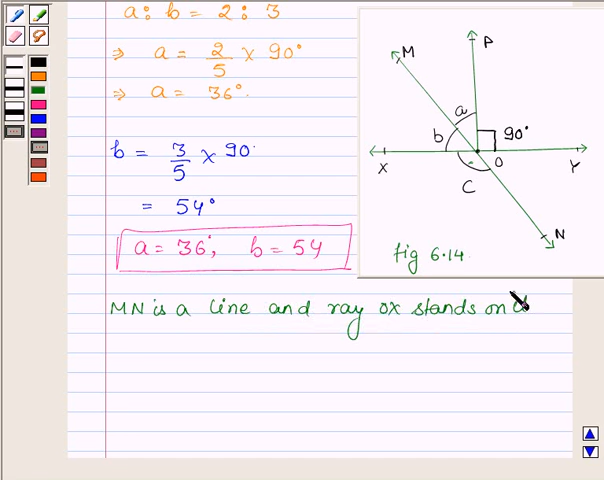 a : b = 2 : 3
⇒ a = 2/5 × 90°
⇒ a = 36°.
b = 3/5 × 90°
= 54°
a = 36°, b = 54
MN is a line and ray ox stands on
M
P
a
b
90°
X
O
Y
C
N
fig 6.14